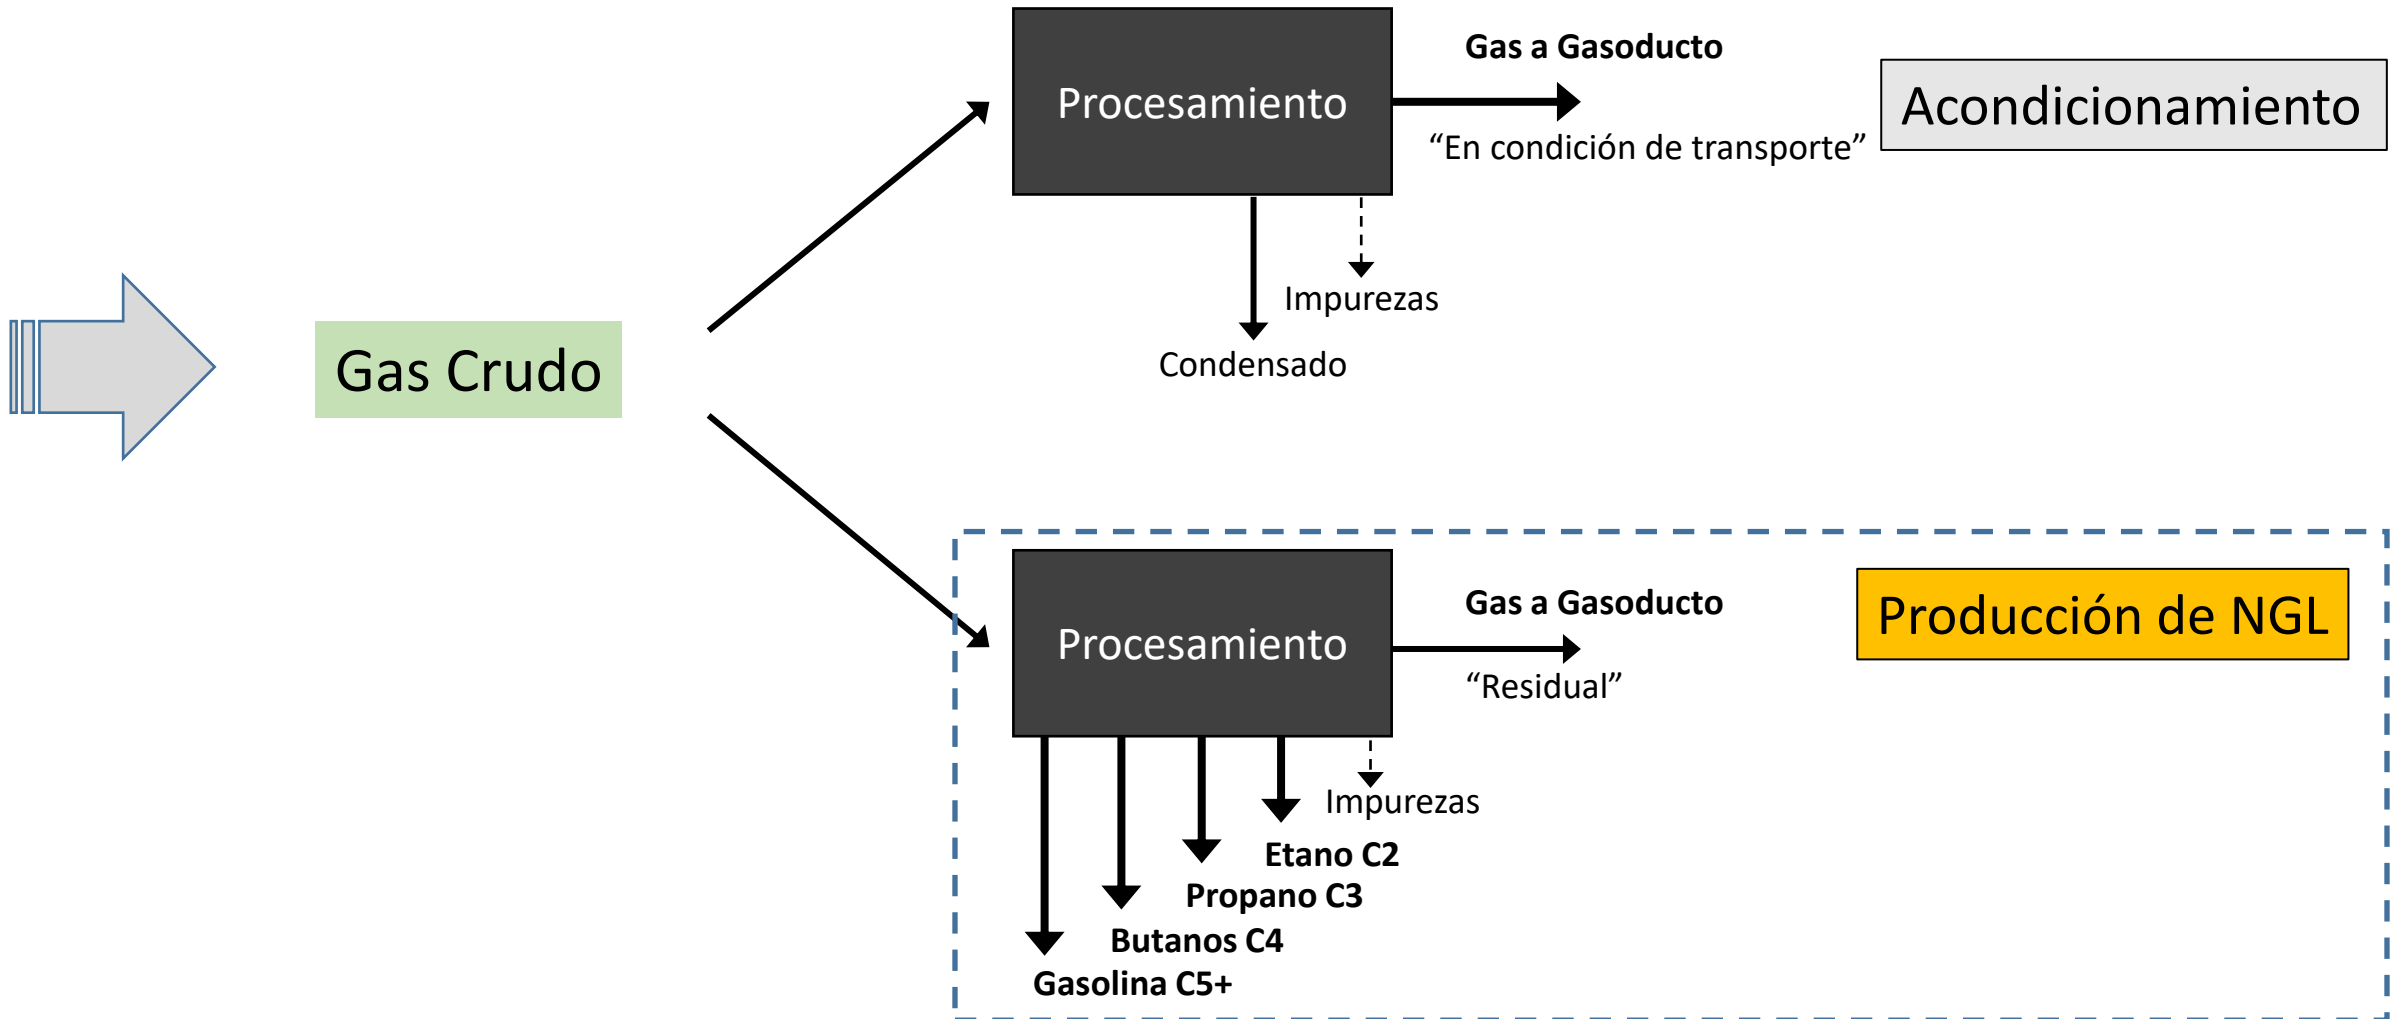 Gas Crudo
Procesamiento
Gas a Gasoducto
“En condición de transporte”
Acondicionamiento
Impurezas
Condensado
Procesamiento
Gas a Gasoducto
“Residual”
Producción de NGL
Impurezas
Etano C2
Propano C3
Butanos C4
Gasolina C5+